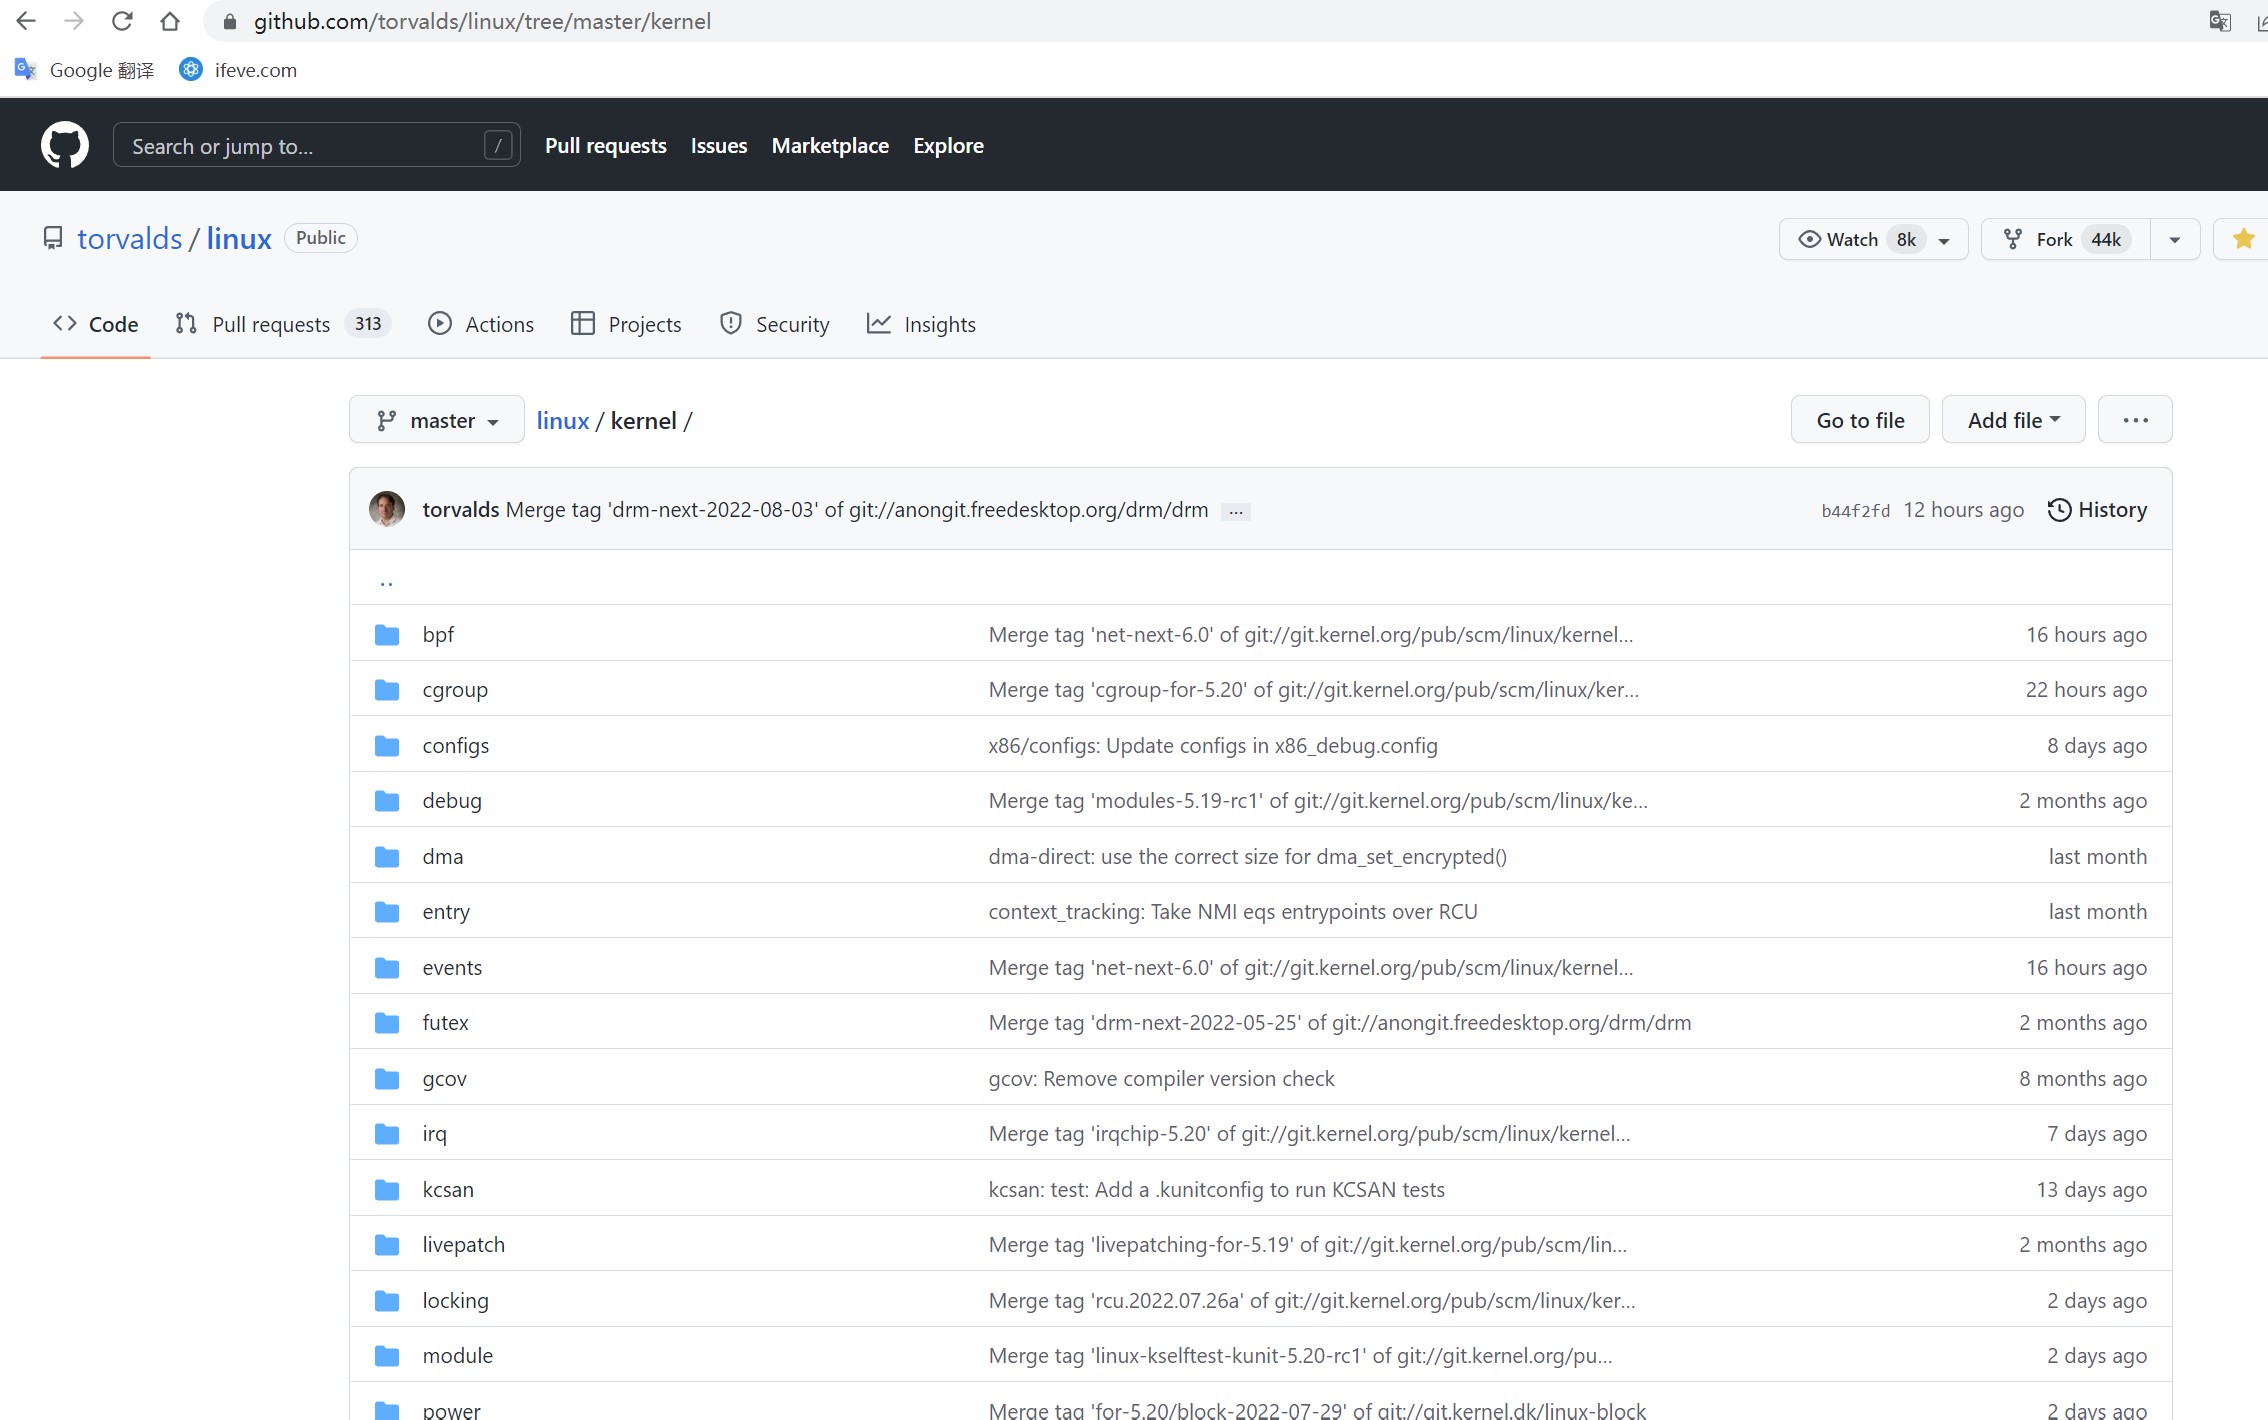 github.com/torvalds/linux/tree/master/kernel
Google 翻译 ifeve.com
Search or jump to... / Pull requests Issues Marketplace Explore
torvalds / linux Public Watch 8k Fork 44k
Code Pull requests 313 Actions Projects Security Insights
master linux / kernel / Go to file Add file ...
torvalds Merge tag 'drm-next-2022-08-03' of git://anongit.freedesktop.org/drm/drm ... b44f2fd 12 hours ago History
..
bpf Merge tag 'net-next-6.0' of git://git.kernel.org/pub/scm/linux/kernel... 16 hours ago
cgroup Merge tag 'cgroup-for-5.20' of git://git.kernel.org/pub/scm/linux/ker... 22 hours ago
configs x86/configs: Update configs in x86_debug.config 8 days ago
debug Merge tag 'modules-5.19-rc1' of git://git.kernel.org/pub/scm/linux/ke... 2 months ago
dma dma-direct: use the correct size for dma_set_encrypted() last month
entry context_tracking: Take NMI eqs entrypoints over RCU last month
events Merge tag 'net-next-6.0' of git://git.kernel.org/pub/scm/linux/kernel... 16 hours ago
futex Merge tag 'drm-next-2022-05-25' of git://anongit.freedesktop.org/drm/drm 2 months ago
gcov gcov: Remove compiler version check 8 months ago
irq Merge tag 'irqchip-5.20' of git://git.kernel.org/pub/scm/linux/kernel... 7 days ago
kcsan kcsan: test: Add a .kunitconfig to run KCSAN tests 13 days ago
livepatch Merge tag 'livepatching-for-5.19' of git://git.kernel.org/pub/scm/lin... 2 months ago
locking Merge tag 'rcu.2022.07.26a' of git://git.kernel.org/pub/scm/linux/ker... 2 days ago
module Merge tag 'linux-kselftest-kunit-5.20-rc1' of git://git.kernel.org/pu... 2 days ago
power Merge tag 'for-5.20/block-2022-07-29' of git://git.kernel.dk/linux-block 2 days ago